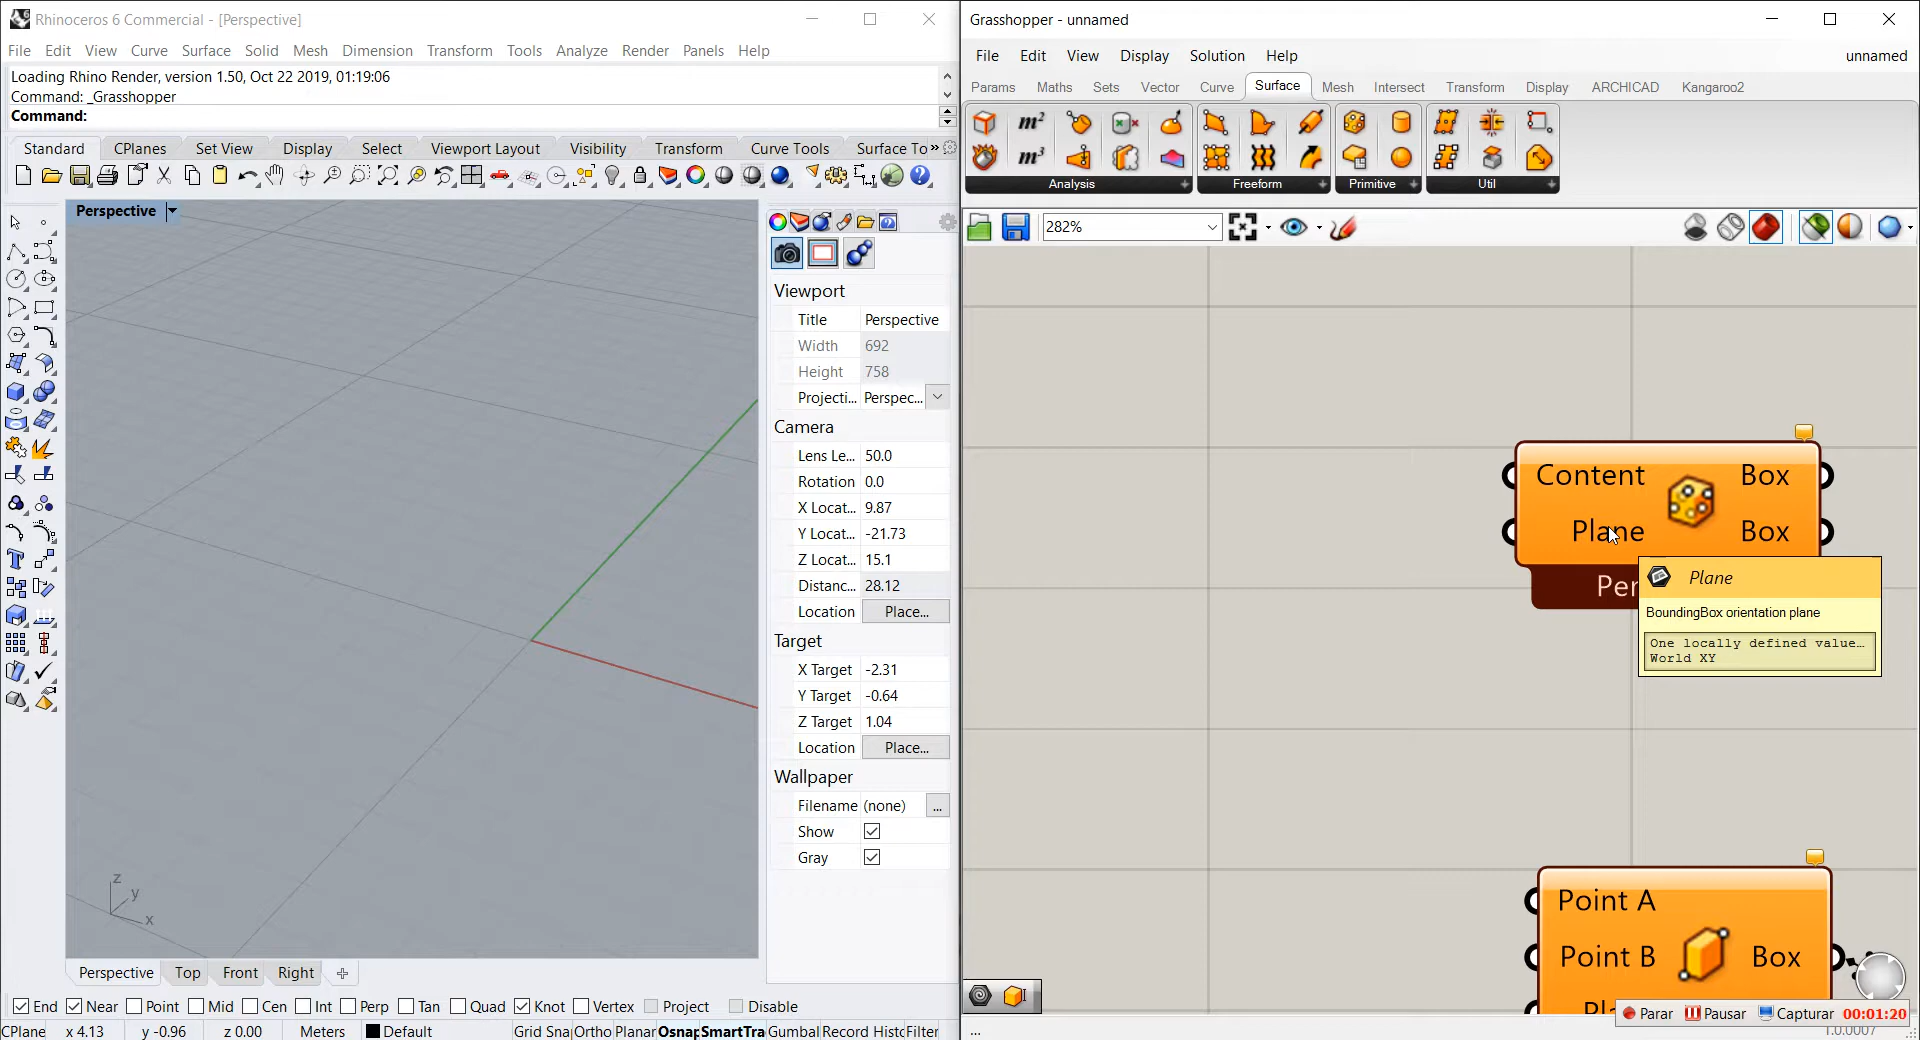 Rhinoceros 6 Commercial - [Perspective]
File Edit View Curve Surface Solid Mesh Dimension Transform Tools Analyze Render Panels Help
Loading Rhino Render, version 1.50, Oct 22 2019, 01:19:06
Command: _Grasshopper
Command:
Standard CPlanes Set View Display Select Viewport Layout Visibility Transform Curve Tools Surface To »
Perspective
Viewport
Title Perspective
Width 692
Height 758
Projecti... Perspec...
Camera
Lens Le... 50.0
Rotation 0.0
X Locat... 9.87
Y Locat... -21.73
Z Locat... 15.1
Distanc... 28.12
Location Place...
Target
X Target -2.31
Y Target -0.64
Z Target 1.04
Location Place...
Wallpaper
Filename (none) ...
Show
Gray
z
y
x
Perspective Top Front Right
End Near Point Mid Cen Int Perp Tan Quad Knot Vertex Project Disable
CPlane x 4.13 y -0.96 z 0.00 Meters Default Grid Sna Ortho Planar Osnap SmartTra Gumbal Record Histo Filter
Grasshopper - unnamed
File Edit View Display Solution Help unnamed
Params Maths Sets Vector Curve Surface Mesh Intersect Transform Display ARCHICAD Kangaroo2
m²
m³
Analysis Freeform Primitive Util
282%
Content Box
Plane Box
Per
Plane
BoundingBox orientation plane
One locally defined value…
World XY
Point A
Point B Box
Pl
Parar Pausar Capturar 00:01:20
...
1.0.0007